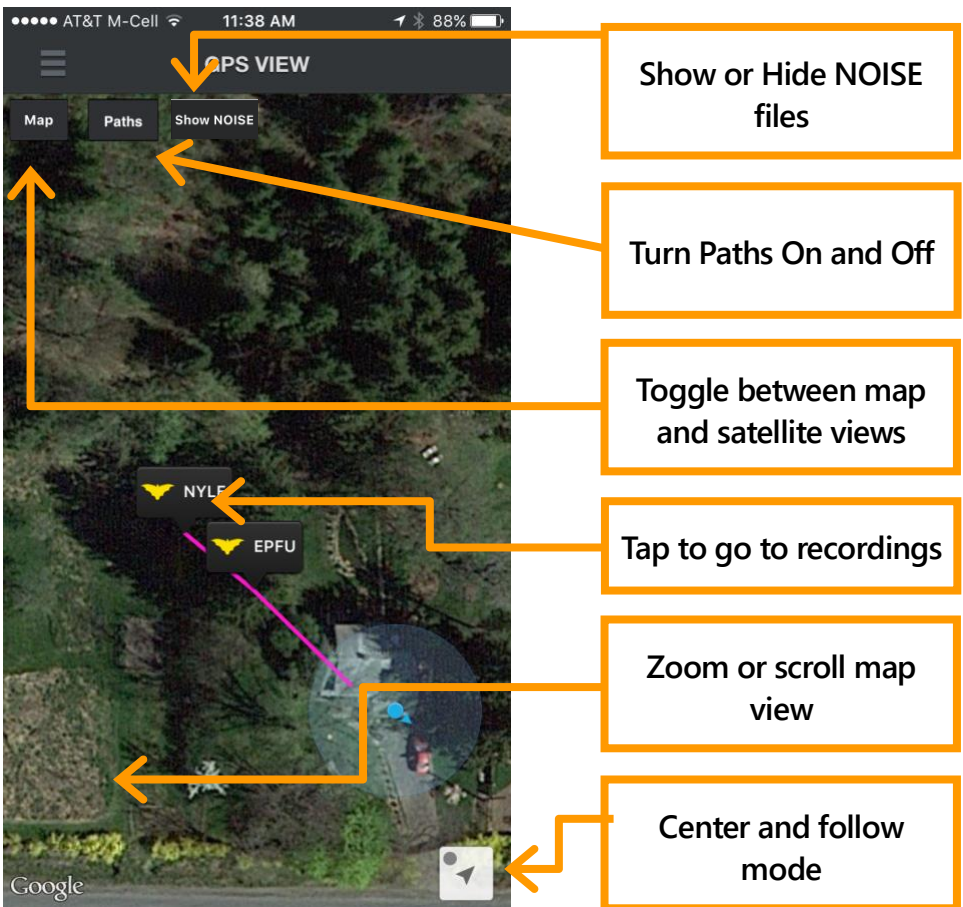 AT&T M-Cell 11:38 AM 88%
GPS VIEW
Map Paths Show NOISE
NYLF
EPFU
Google
Show or Hide NOISE
files
Turn Paths On and Off
Toggle between map
and satellite views
Tap to go to recordings
Zoom or scroll map
view
Center and follow
mode